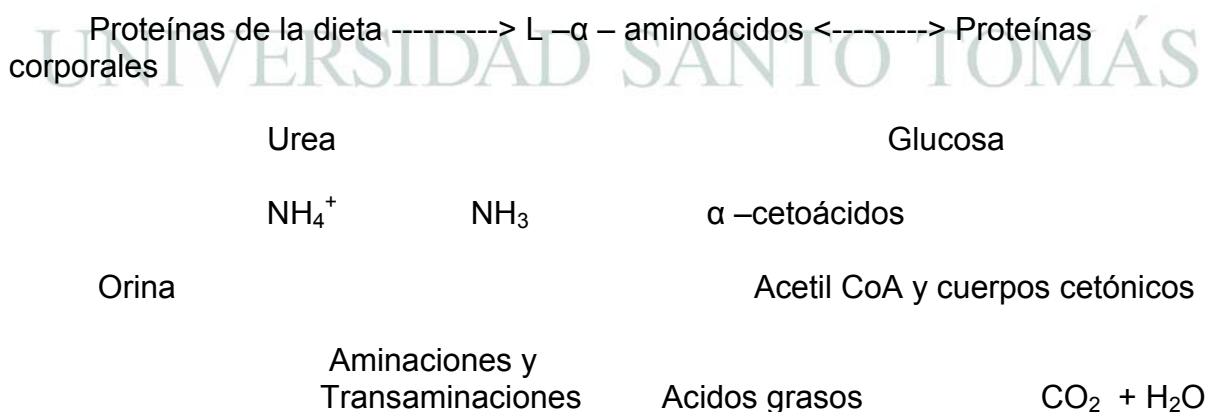 Proteínas de la dieta ----------> L –α – aminoácidos <---------> Proteínas
corporales
UNIVERSIDAD SANTO TOMÁS
Urea Glucosa
NH₄⁺ NH₃ α –cetoácidos
Orina Acetil CoA y cuerpos cetónicos
Aminaciones y
Transaminaciones Acidos grasos CO₂ + H₂O